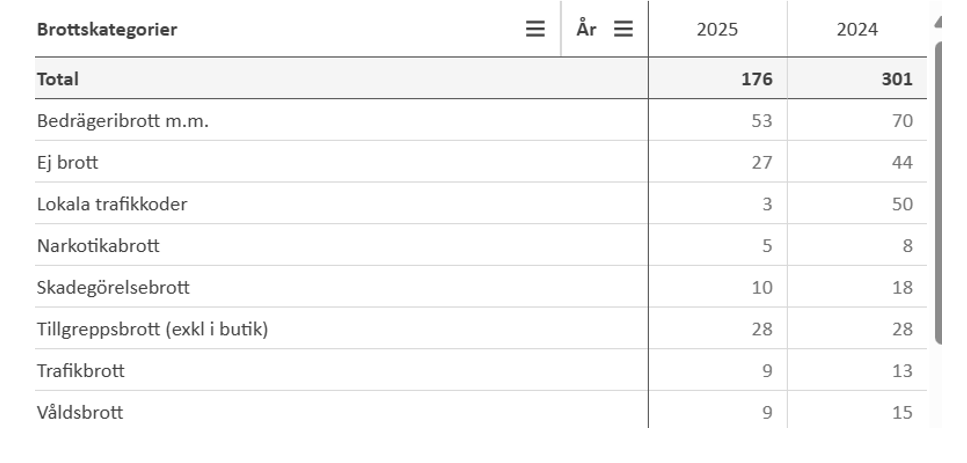 Brottskategorier År 2025 2024
Total 176 301
Bedrägeribrott m.m. 53 70
Ej brott 27 44
Lokala trafikkoder 3 50
Narkotikabrott 5 8
Skadegörelsebrott 10 18
Tillgreppsbrott (exkl i butik) 28 28
Trafikbrott 9 13
Våldsbrott 9 15